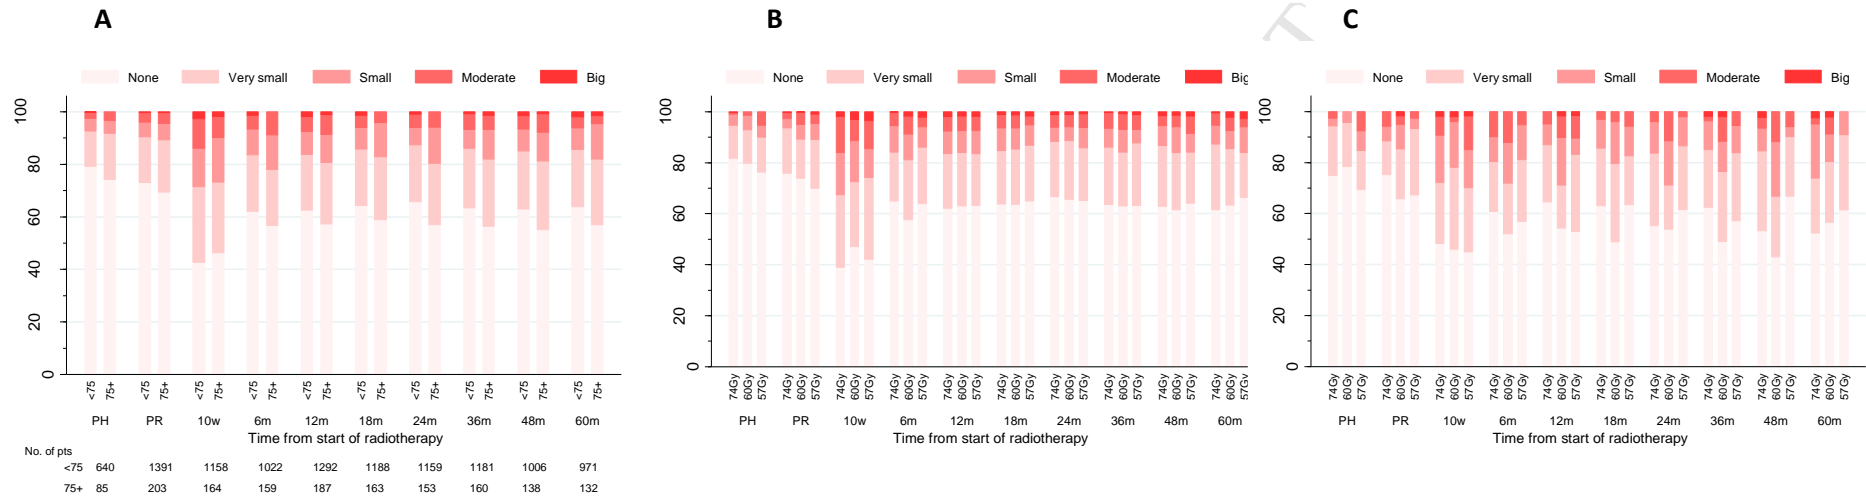 A
None Very small Small Moderate Big
100
80
60
40
20
0
<75 75+ <75 75+ <75 75+ <75 75+ <75 75+ <75 75+ <75 75+ <75 75+ <75 75+ <75 75+
PH PR 10w 6m 12m 18m 24m 36m 48m 60m
Time from start of radiotherapy
No. of pts
<75 640 1391 1158 1022 1292 1188 1159 1181 1006 971
75+ 85 203 164 159 187 163 153 160 138 132
B
None Very small Small Moderate Big
100
80
60
40
20
0
74Gy 60Gy 57Gy 74Gy 60Gy 57Gy 74Gy 60Gy 57Gy 74Gy 60Gy 57Gy 74Gy 60Gy 57Gy 74Gy 60Gy 57Gy 74Gy 60Gy 57Gy 74Gy 60Gy 57Gy 74Gy 60Gy 57Gy 74Gy 60Gy 57Gy
PH PR 10w 6m 12m 18m 24m 36m 48m 60m
Time from start of radiotherapy
C
None Very small Small Moderate Big
100
80
60
40
20
0
74Gy 60Gy 57Gy 74Gy 60Gy 57Gy 74Gy 60Gy 57Gy 74Gy 60Gy 57Gy 74Gy 60Gy 57Gy 74Gy 60Gy 57Gy 74Gy 60Gy 57Gy 74Gy 60Gy 57Gy 74Gy 60Gy 57Gy 74Gy 60Gy 57Gy
PH PR 10w 6m 12m 18m 24m 36m 48m 60m
Time from start of radiotherapy